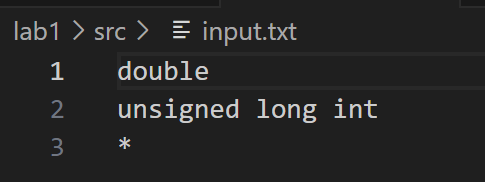 lab1 > src > input.txt
1 double
2 unsigned long int
3 *